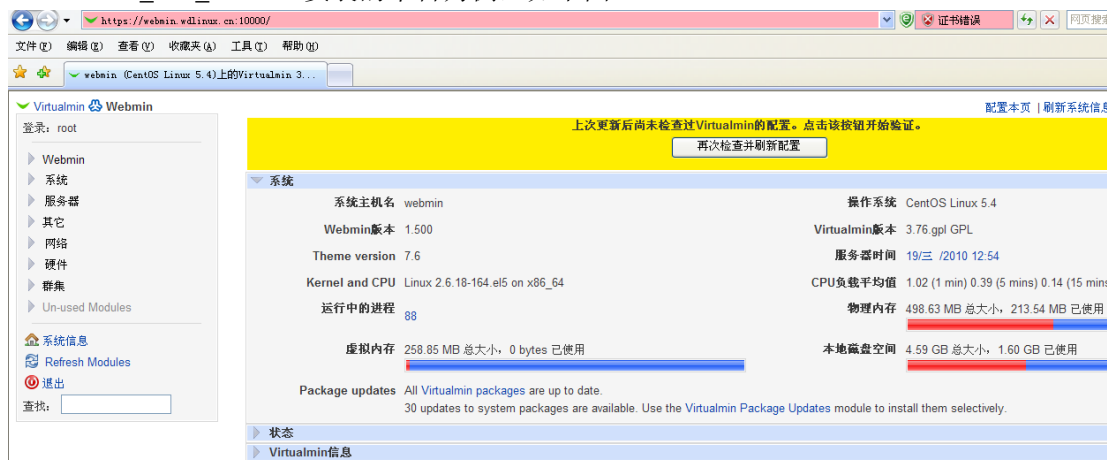 https://webmin.wdlinux.cn:10000/ 证书错误 网页搜索
文件(F) 编辑(E) 查看(V) 收藏夹(A) 工具(T) 帮助(H)
webmin (CentOS Linux 5.4)上的Virtualmin 3...
Virtualmin Webmin
配置本页 | 刷新系统信息
登录: root
上次更新后尚未检查过Virtualmin的配置。点击该按钮开始验证。
再次检查并刷新配置
Webmin
系统
服务器
其它
网络
硬件
群集
Un-used Modules
系统信息
Refresh Modules
退出
查找:
系统
系统主机名 webmin 操作系统 CentOS Linux 5.4
Webmin版本 1.500 Virtualmin版本 3.76.gpl GPL
Theme version 7.6 服务器时间 19/三 /2010 12:54
Kernel and CPU Linux 2.6.18-164.el5 on x86_64 CPU负载平均值 1.02 (1 min) 0.39 (5 mins) 0.14 (15 mins
运行中的进程 88 物理内存 498.63 MB 总大小, 213.54 MB 已使用
虚拟内存 258.85 MB 总大小, 0 bytes 已使用 本地磁盘空间 4.59 GB 总大小, 1.60 GB 已使用
Package updates All Virtualmin packages are up to date.
30 updates to system packages are available. Use the Virtualmin Package Updates module to install them selectively.
状态
Virtualmin信息